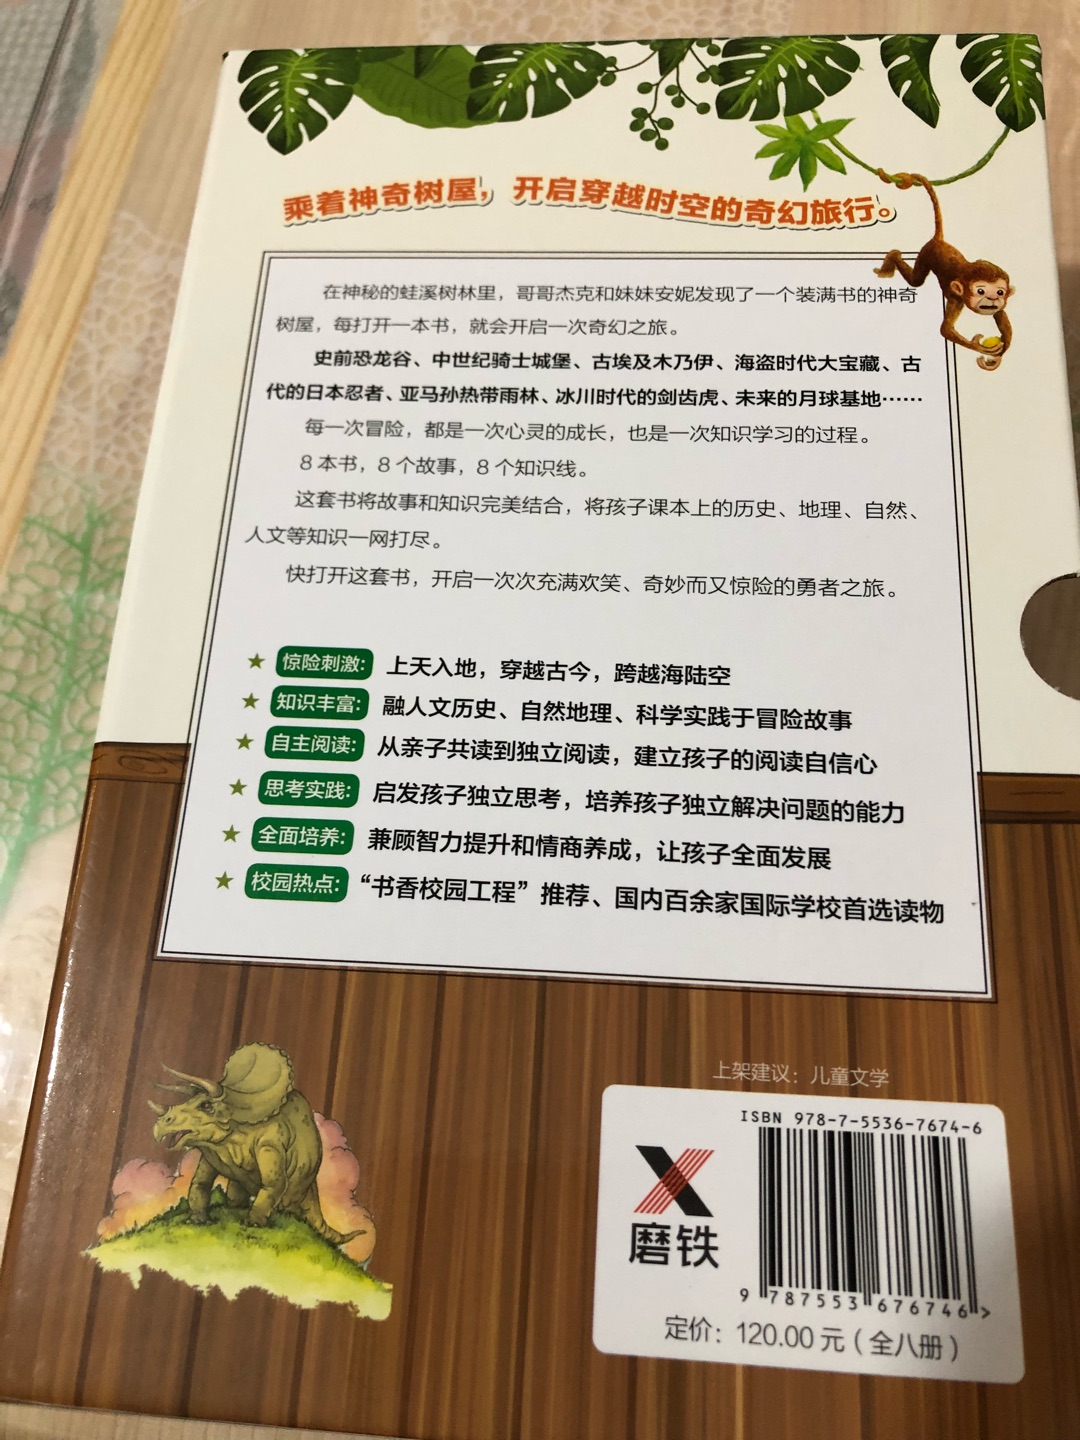 乘着神奇树屋，开启穿越时空的奇幻旅行。
在神秘的蛙溪树林里，哥哥杰克和妹妹安妮发现了一个装满书的神奇
树屋，每打开一本书，就会开启一次奇幻之旅。
史前恐龙谷、中世纪骑士城堡、古埃及木乃伊、海盗时代大宝藏、古
代的日本忍者、亚马孙热带雨林、冰川时代的剑齿虎、未来的月球基地……
每一次冒险，都是一次心灵的成长，也是一次知识学习的过程。
8 本书，8 个故事，8 个知识线。
这套书将故事和知识完美结合，将孩子课本上的历史、地理、自然、
人文等知识一网打尽。
快打开这套书，开启一次次充满欢笑、奇妙而又惊险的勇者之旅。
★ 惊险刺激: 上天入地，穿越古今，跨越海陆空
★ 知识丰富: 融人文历史、自然地理、科学实践于冒险故事
★ 自主阅读: 从亲子共读到独立阅读，建立孩子的阅读自信心
★ 思考实践: 启发孩子独立思考，培养孩子独立解决问题的能力
★ 全面培养: 兼顾智力提升和情商养成，让孩子全面发展
★ 校园热点: “书香校园工程”推荐、国内百余家国际学校首选读物
上架建议：儿童文学
ISBN 978-7-5536-7674-6
磨铁
9 787553 676746 >
定价：120.00 元（全八册）